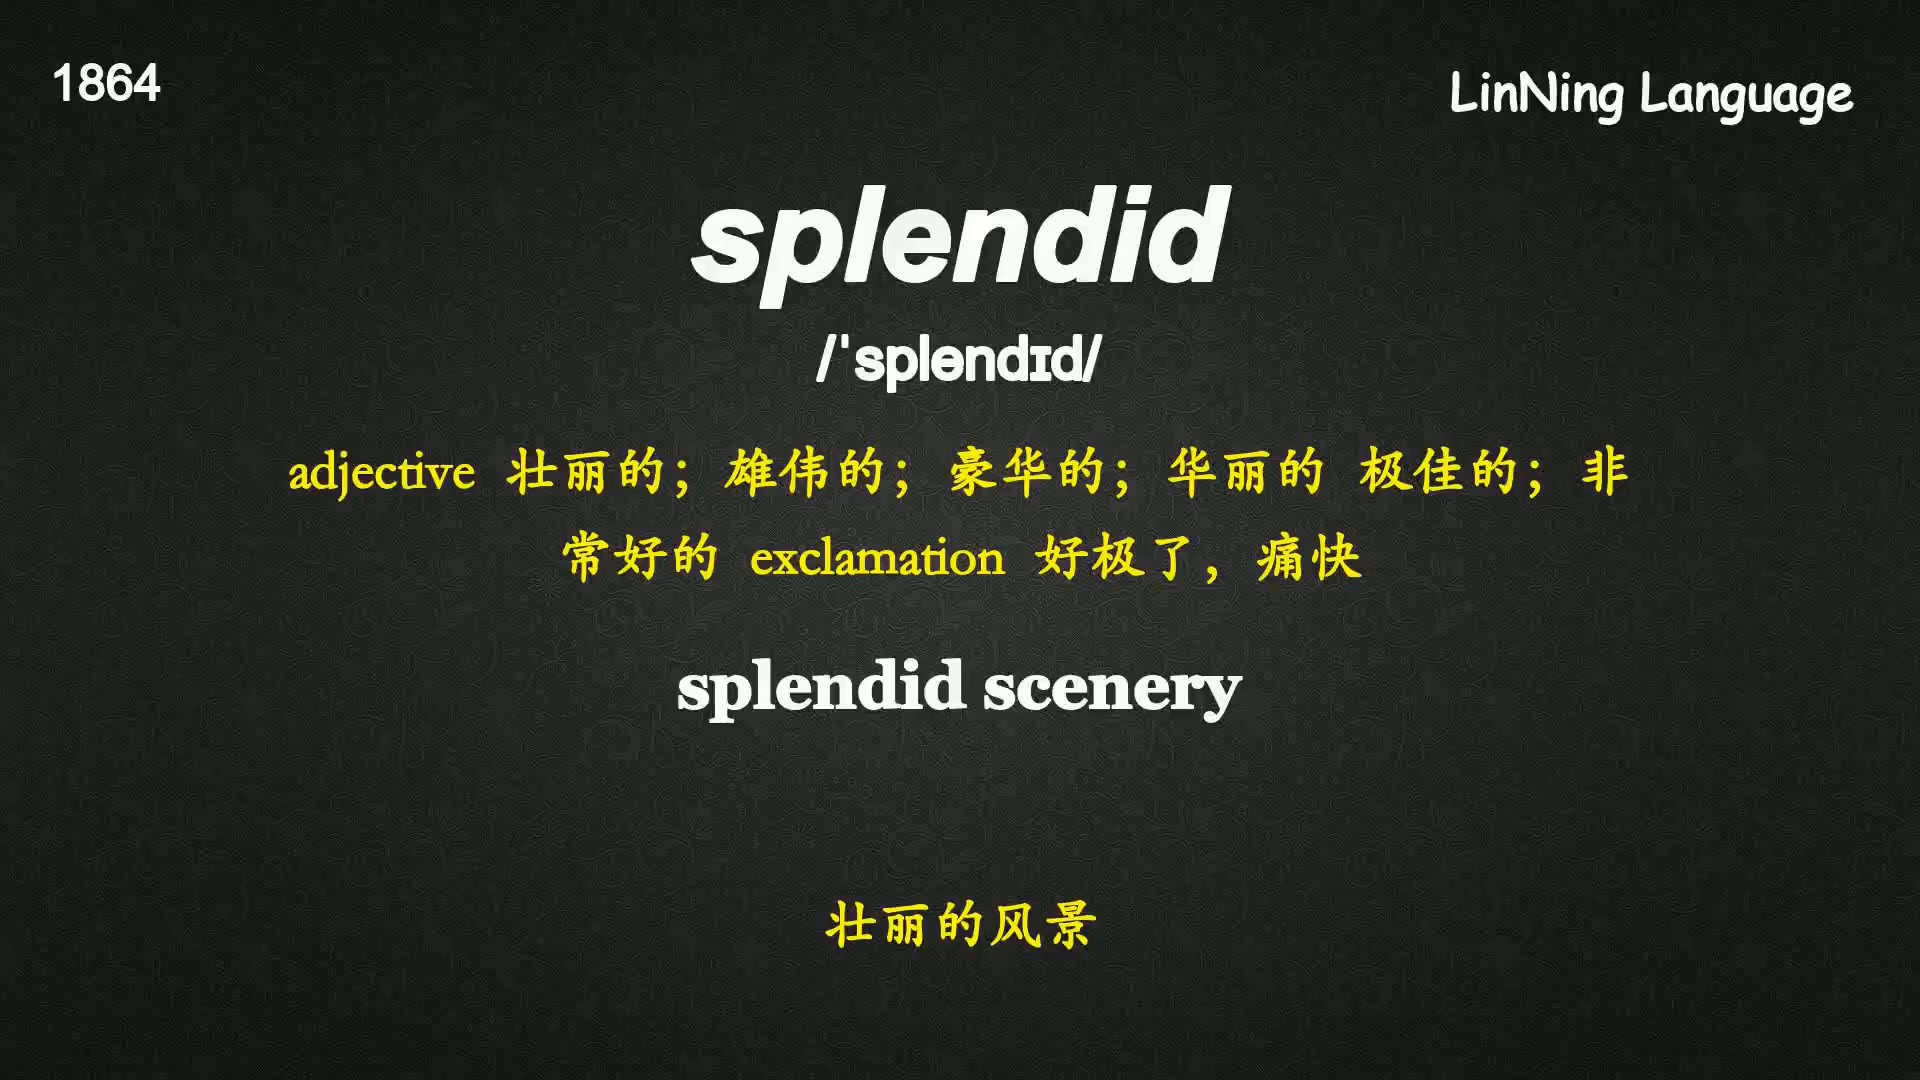 1864
LinNing Language
splendid
/ˈsplɘndɪd/
adjective 壮丽的；雄伟的；豪华的；华丽的 极佳的；非
常好的 exclamation 好极了，痛快
splendid scenery
壮丽的风景